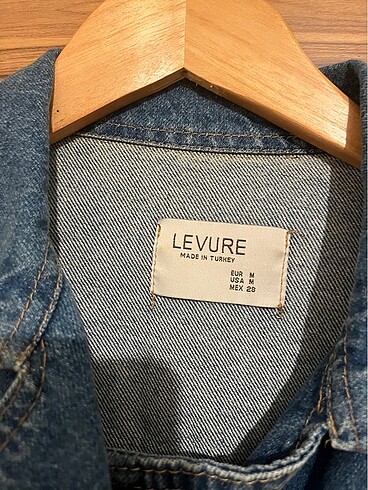 LEVURE
MADE IN TURKEY
EUR M
USA M
MEX 28